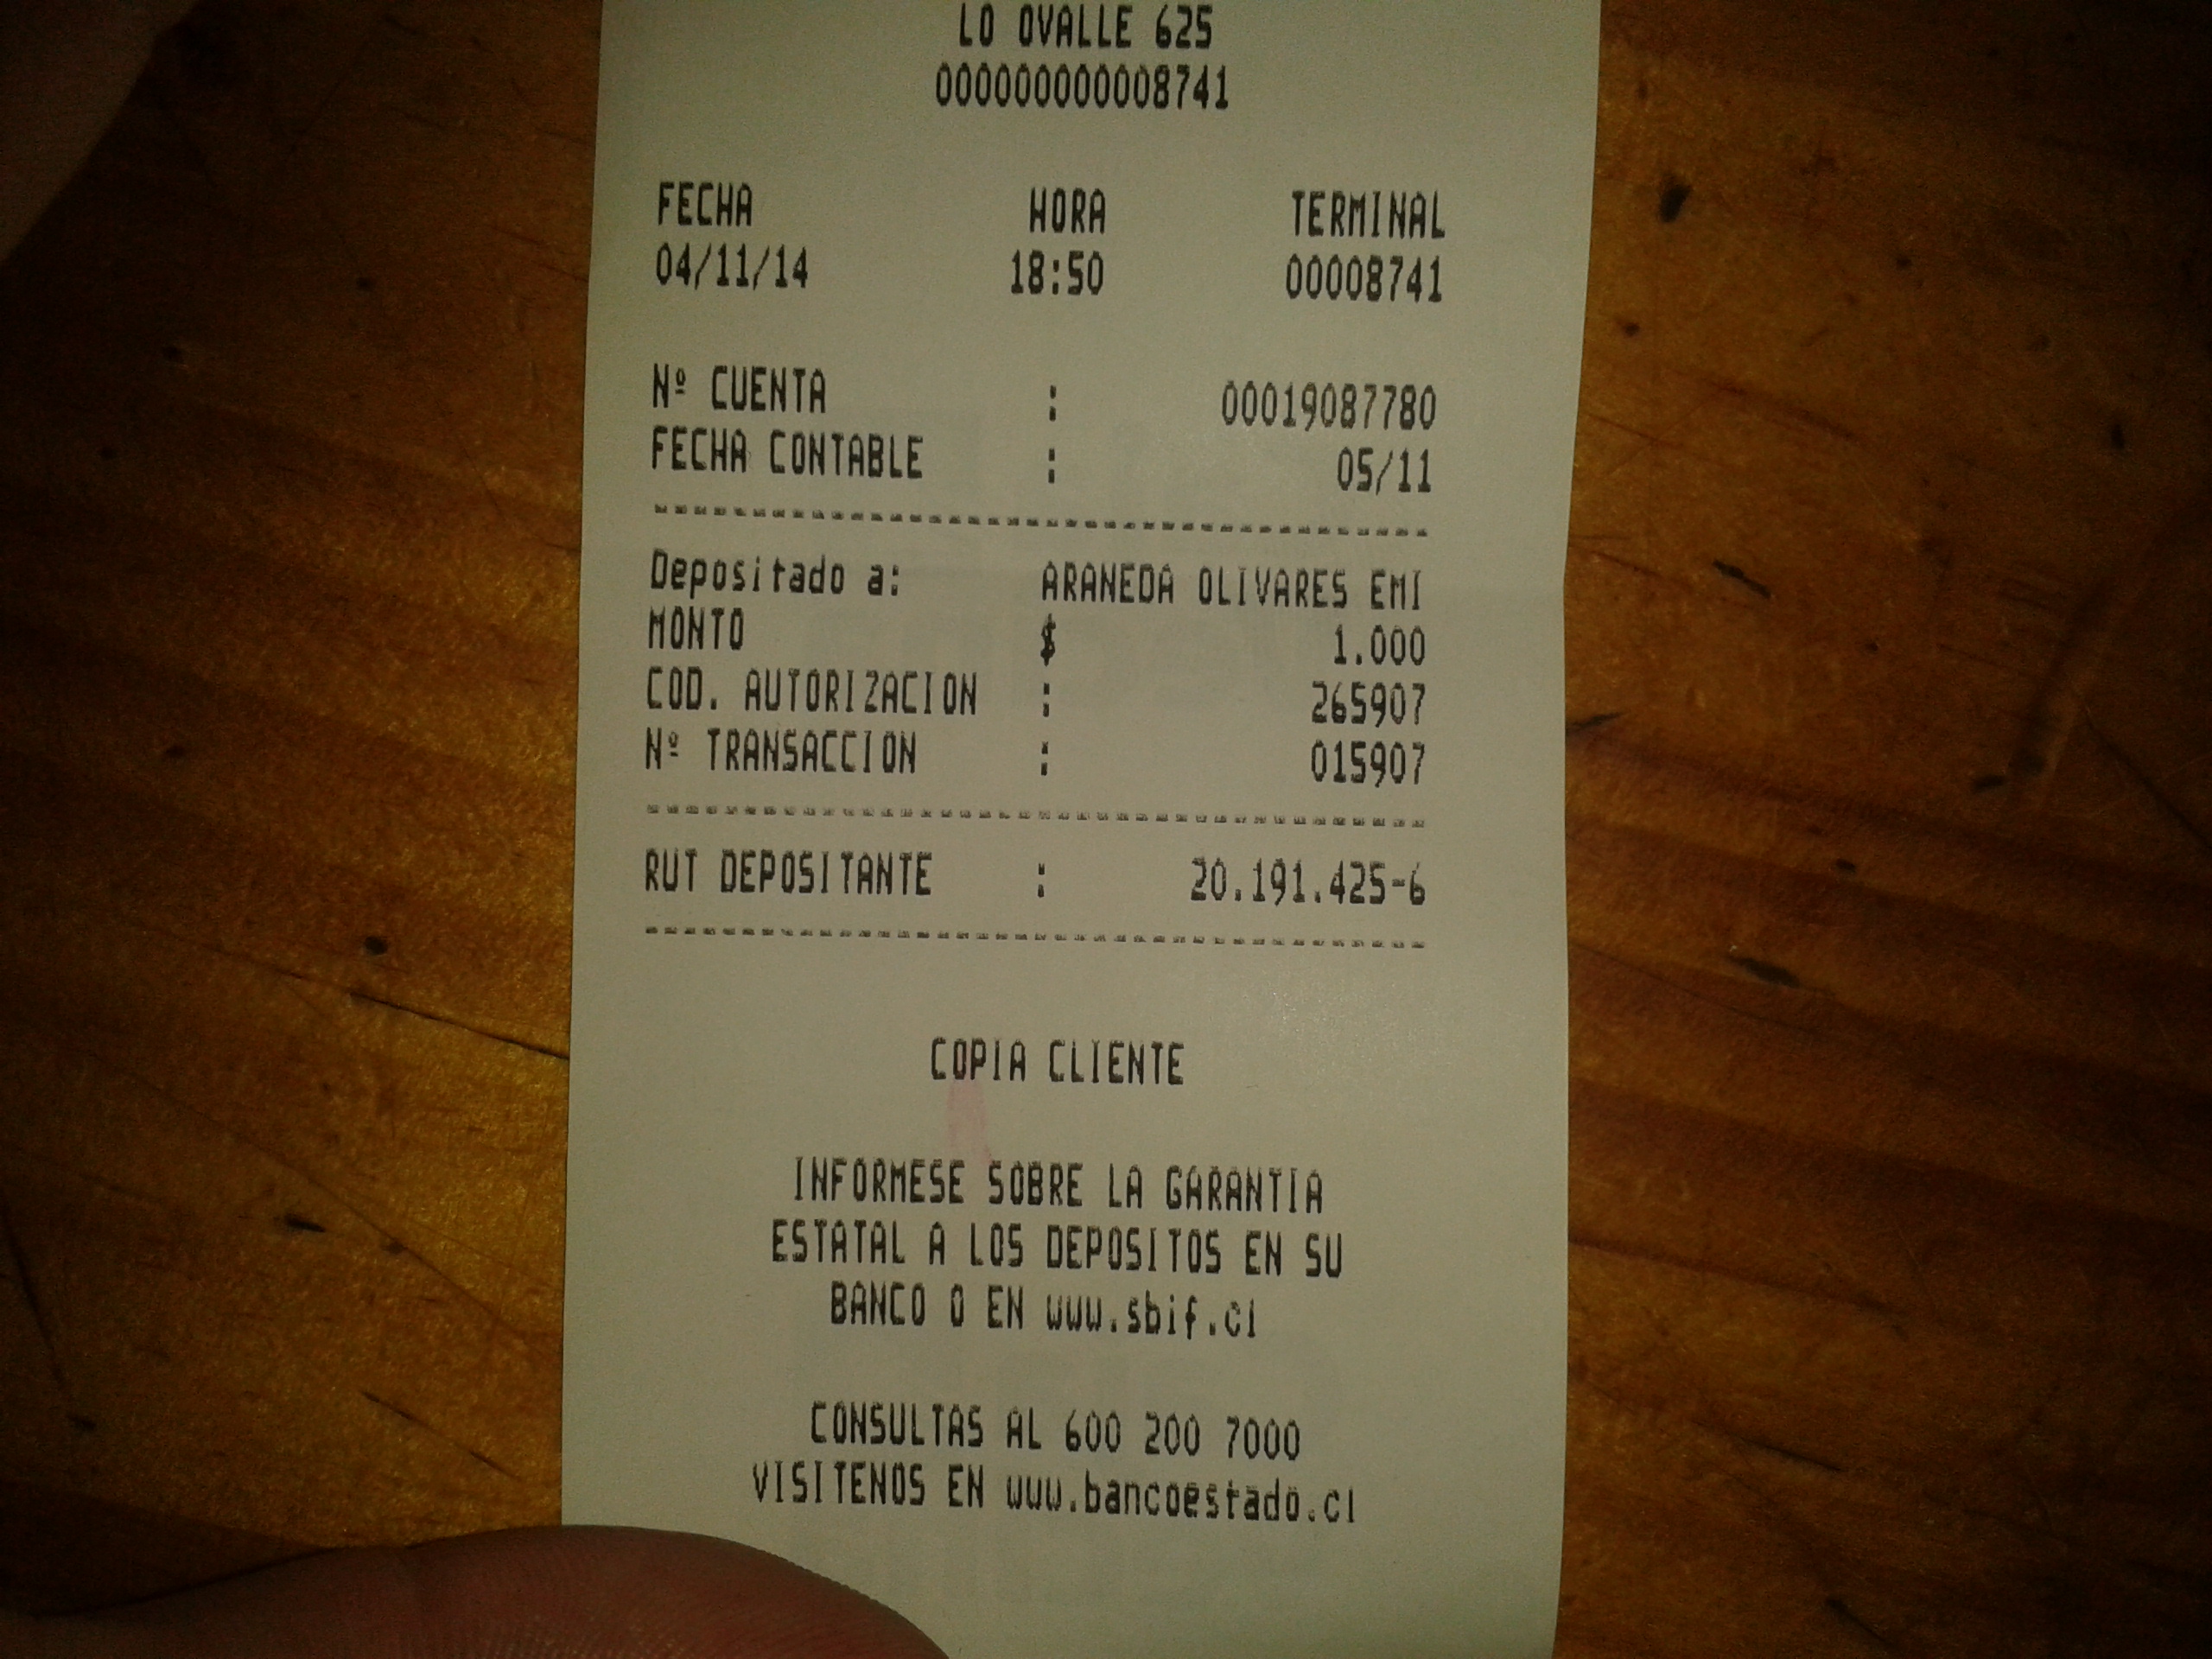 LO OVALLE 625
0000000000008741
FECHA HORA TERMINAL
04/11/14 18:50 00008741
Nº CUENTA : 00019087780
FECHA CONTABLE : 05/11
--------------------------------
Depositado a: ARANEDA OLIVARES EMI
MONTO $ 1.000
COD. AUTORIZACION : 265907
Nº TRANSACCION : 015907
--------------------------------
RUT DEPOSITANTE : 20.191.425-6
--------------------------------
COPIA CLIENTE
INFORMESE SOBRE LA GARANTIA
ESTATAL A LOS DEPOSITOS EN SU
BANCO O EN www.sbif.cl
CONSULTAS AL 600 200 7000
VISITENOS EN www.bancoestado.cl